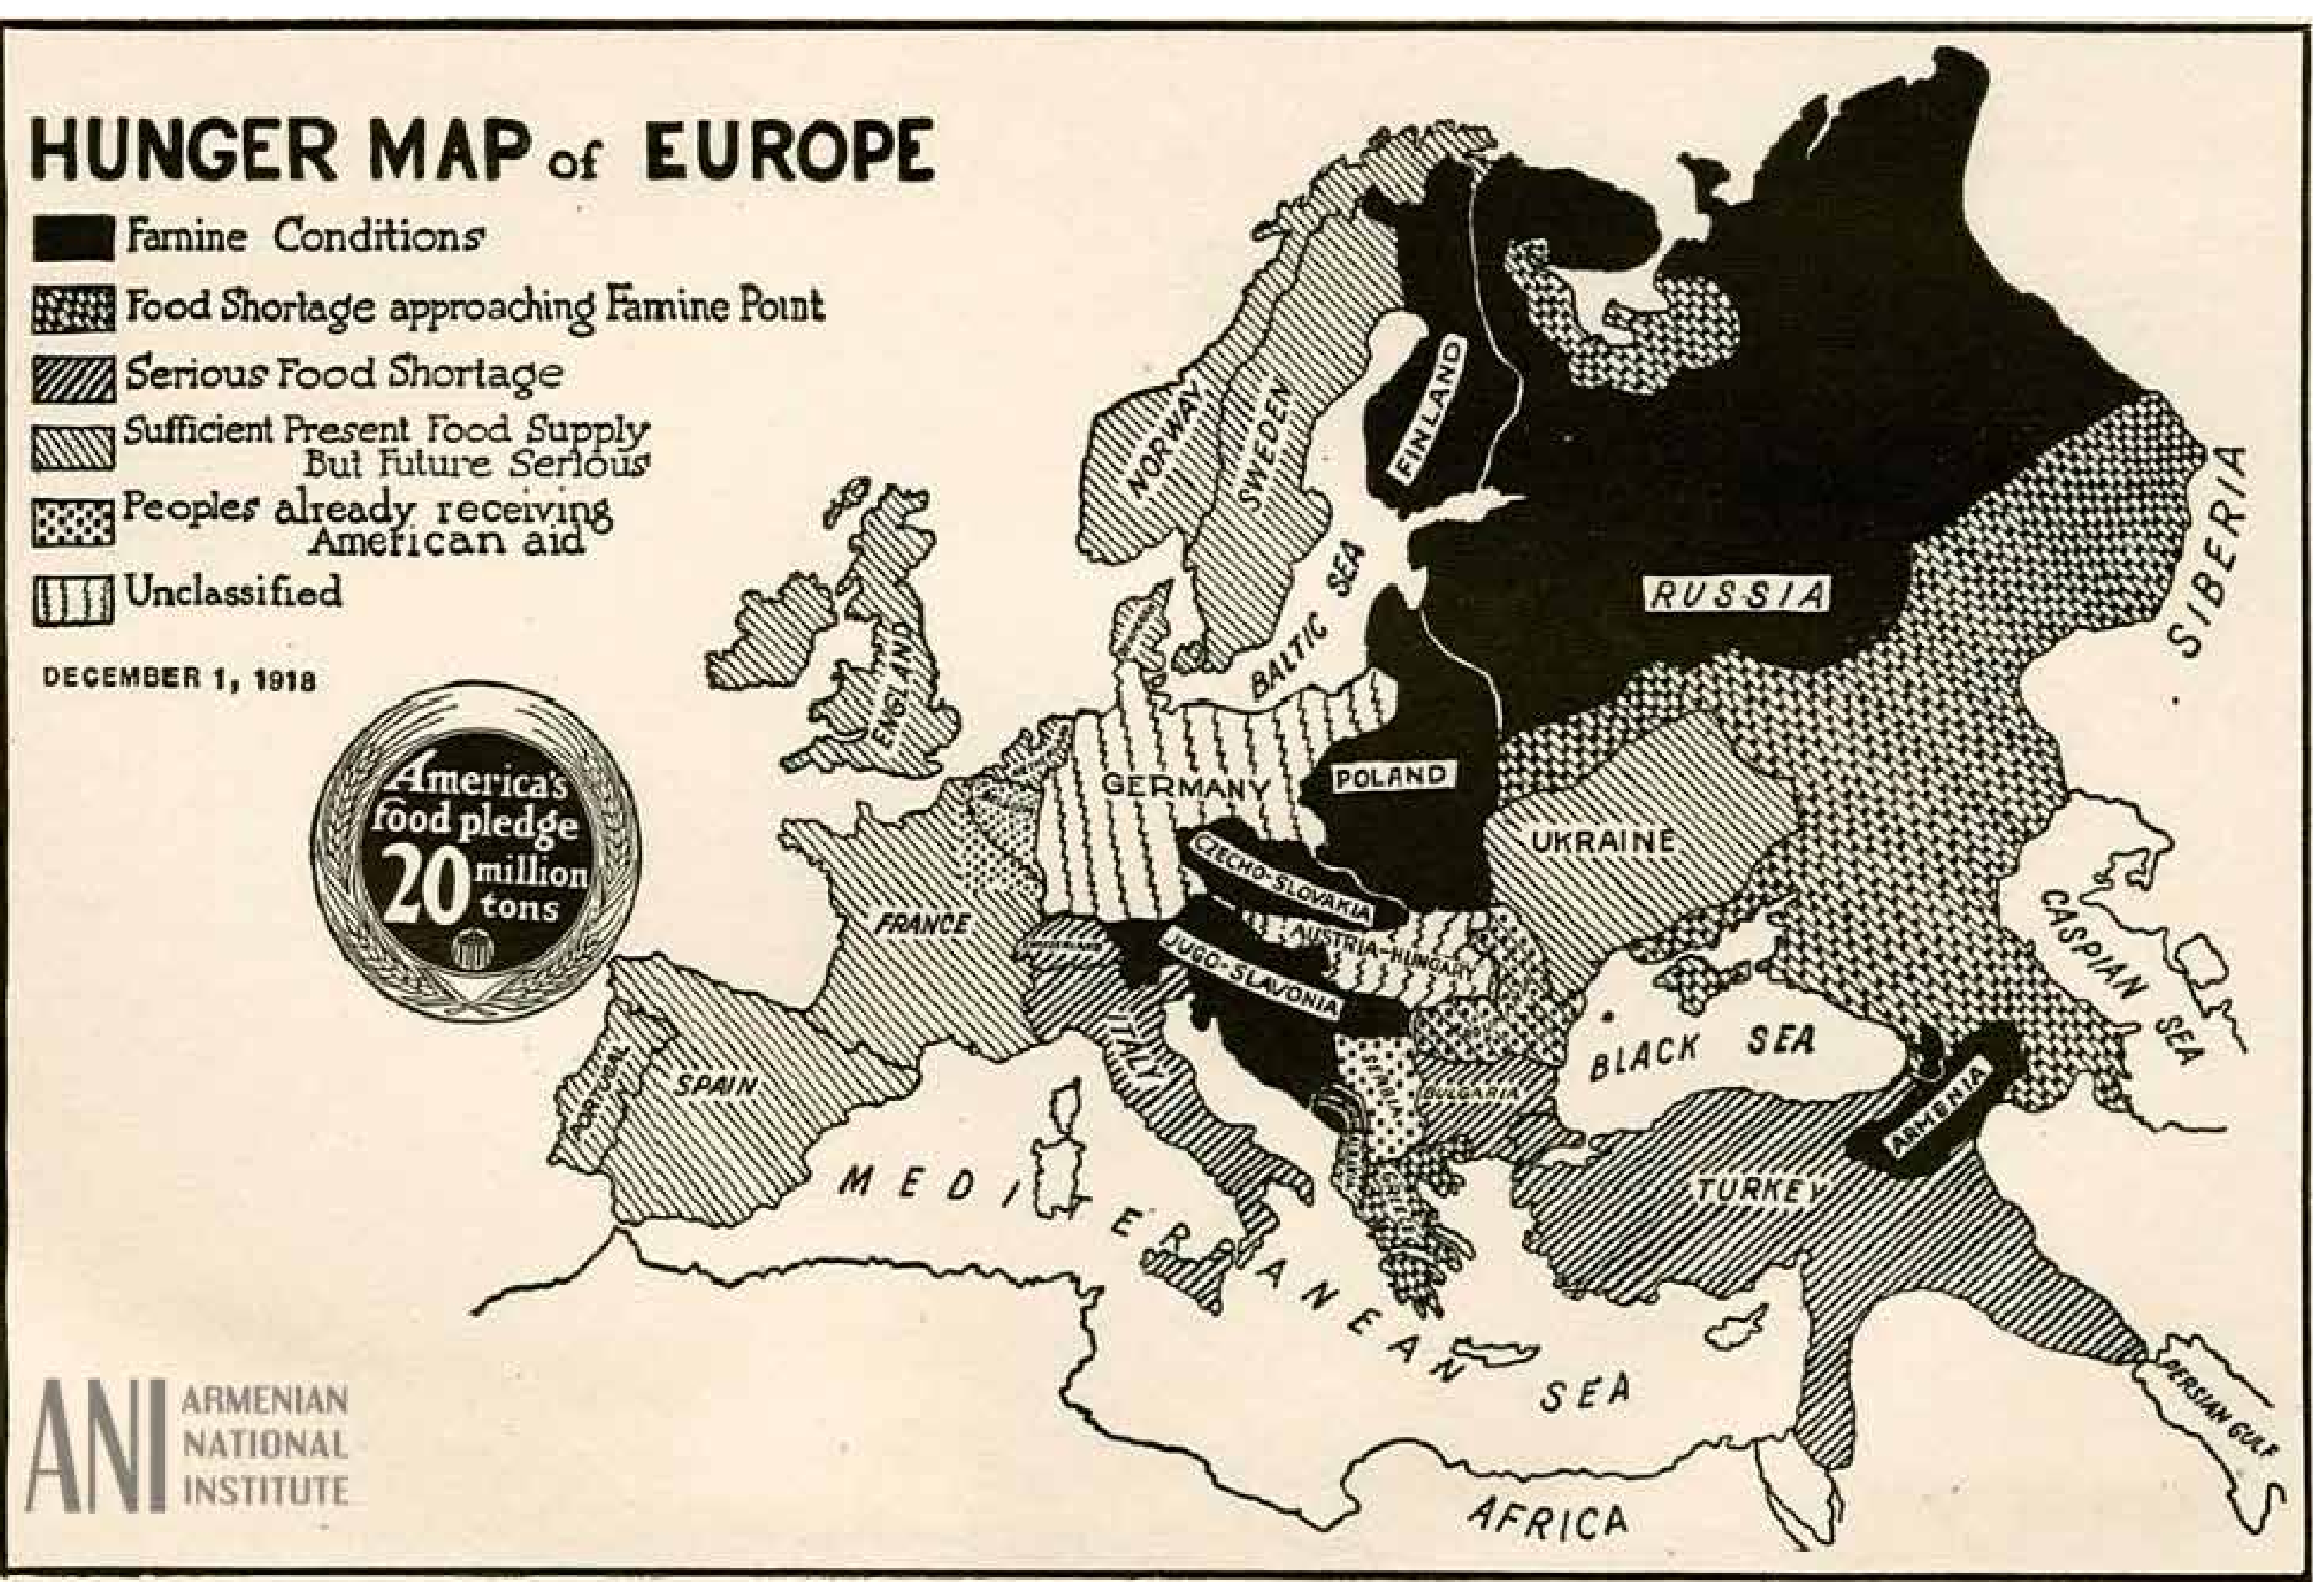 HUNGER MAP of EUROPE
Famine Conditions
Food Shortage approaching Famine Point
Serious Food Shortage
Sufficient Present Food Supply
But Future Serious
Peoples already receiving
American aid
Unclassified
DECEMBER 1, 1918
America's
food pledge
20 million
tons
NORWAY
SWEDEN
FINLAND
RUSSIA
SIBERIA
BALTIC SEA
ENGLAND
GERMANY
POLAND
UKRAINE
CZECHO-SLOVAKIA
FRANCE
AUSTRIA-HUNGARY
JUGO-SLAVONIA
CASPIAN SEA
ITALY
PORTUGAL
SPAIN
SERBIA
BULGARIA
BLACK SEA
ARMENIA
TURKEY
GREECE
MEDITERRANEAN SEA
PERSIAN GULF
AFRICA
ANI ARMENIAN
NATIONAL
INSTITUTE